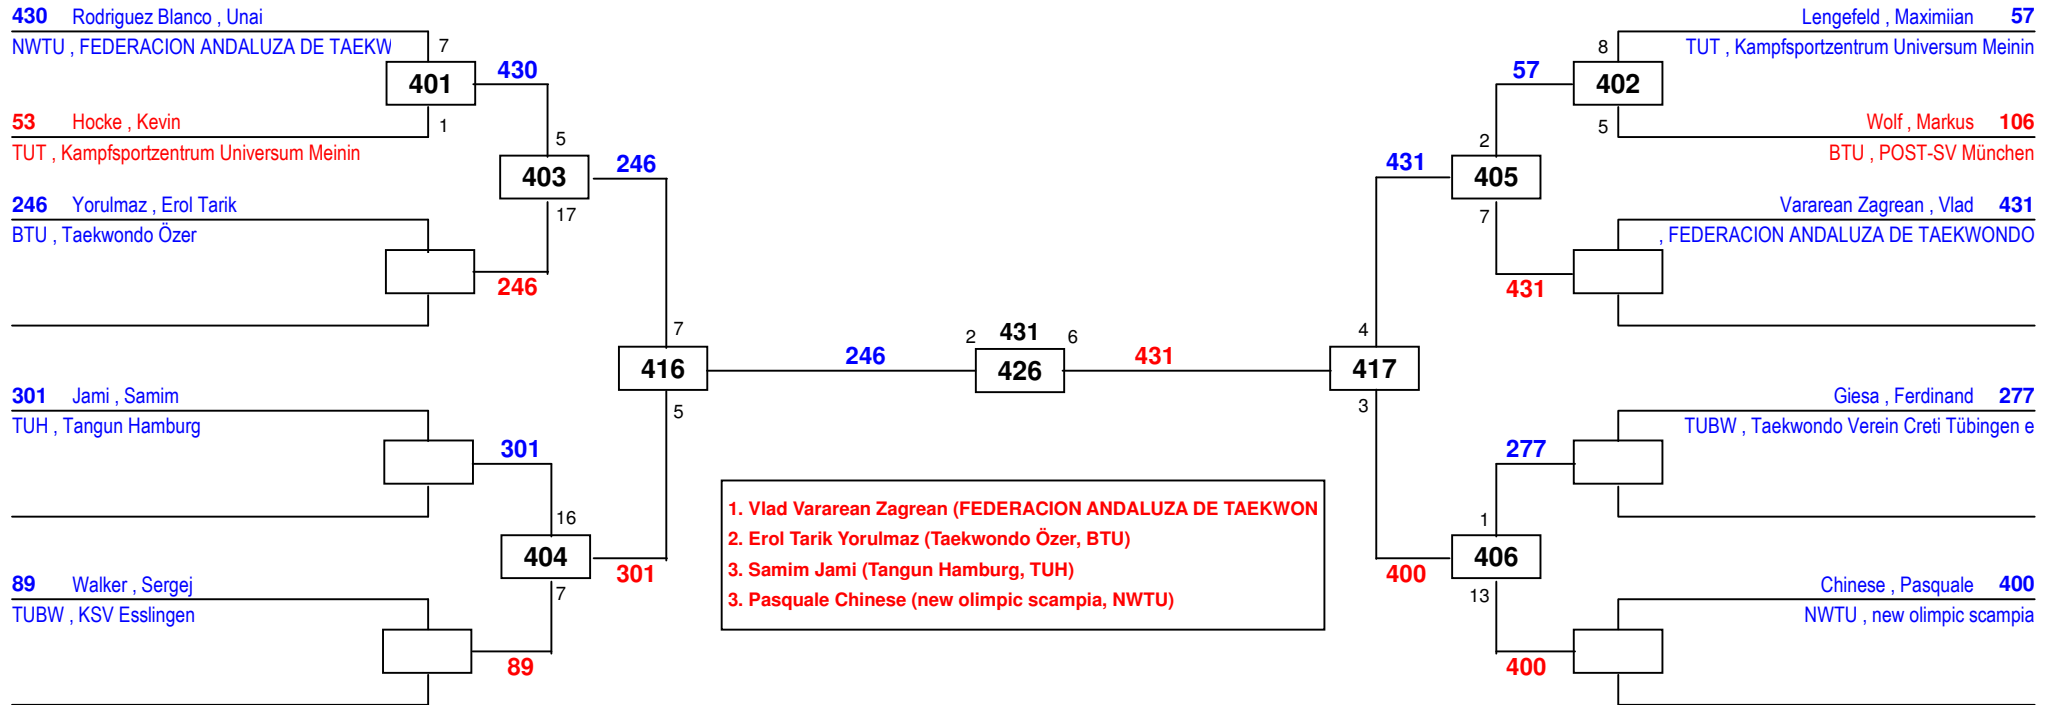 430 Rodriguez Blanco , Unai
NWTU , FEDERACION ANDALUZA DE TAEKW
7
401
430
53 Hocke , Kevin
1
TUT , Kampfsportzentrum Universum Meinin
5
403
246
246 Yorulmaz , Erol Tarik
17
BTU , Taekwondo Özer
246
7
416
246
5
301 Jami , Samim
TUH , Tangun Hamburg
301
16
404
301
89 Walker , Sergej
7
TUBW , KSV Esslingen
89
2 431 6
426
431
1. Vlad Vararean Zagrean (FEDERACION ANDALUZA DE TAEKWON
2. Erol Tarik Yorulmaz (Taekwondo Özer, BTU)
3. Samim Jami (Tangun Hamburg, TUH)
3. Pasquale Chinese (new olimpic scampia, NWTU)
Lengefeld , Maximiian 57
8
TUT , Kampfsportzentrum Universum Meinin
57
402
5
Wolf , Markus 106
BTU , POST-SV München
2
431
405
7
Vararean Zagrean , Vlad 431
, FEDERACION ANDALUZA DE TAEKWONDO
431
4
417
3
Giesa , Ferdinand 277
TUBW , Taekwondo Verein Creti Tübingen e
277
1
406
400
13
Chinese , Pasquale 400
NWTU , new olimpic scampia
400